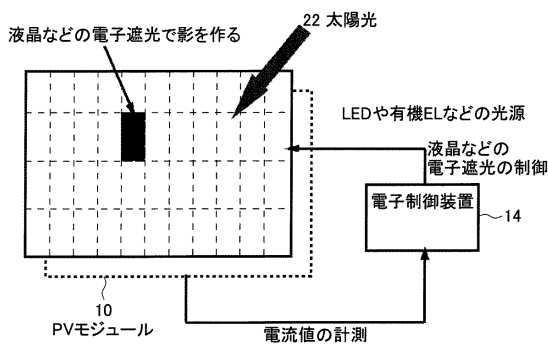 液晶などの電子遮光で影を作る
22 太陽光
LEDや有機ELなどの光源
液晶などの
電子遮光の制御
電子制御装置
14
10
PVモジュール
電流値の計測